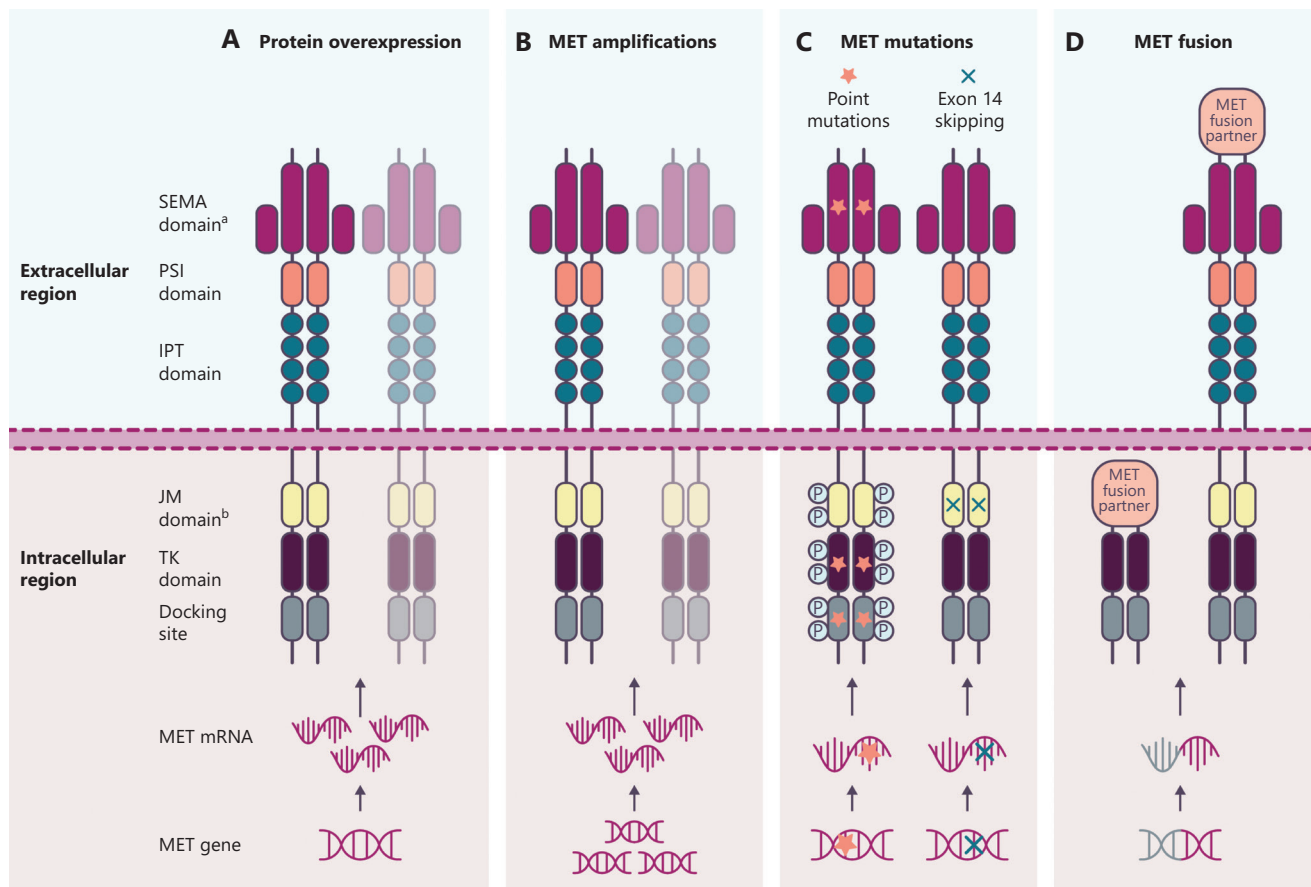 A Protein overexpression
B MET amplifications
C MET mutations
D MET fusion
Point
mutations
Exon 14
skipping
MET
fusion
partner
SEMA
domainᵃ
Extracellular
region
PSI
domain
IPT
domain
JM
domainᵇ
P P
P P
MET
fusion
partner
Intracellular
region
TK
domain
P P
P P
Docking
site
P P
P P
MET mRNA
MET gene